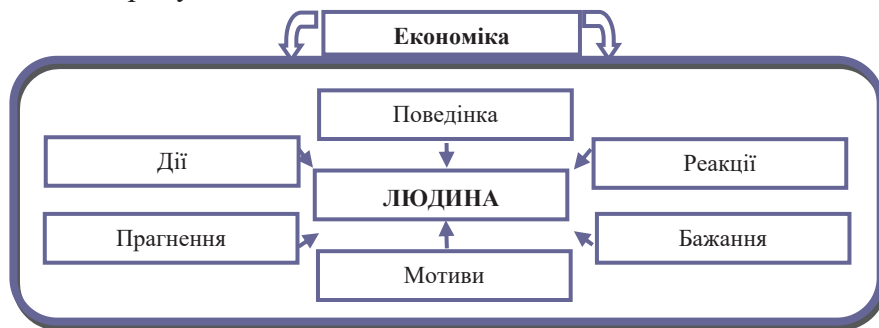 Економіка
Поведінка
Дії
Реакції
ЛЮДИНА
Прагнення
Бажання
Мотиви